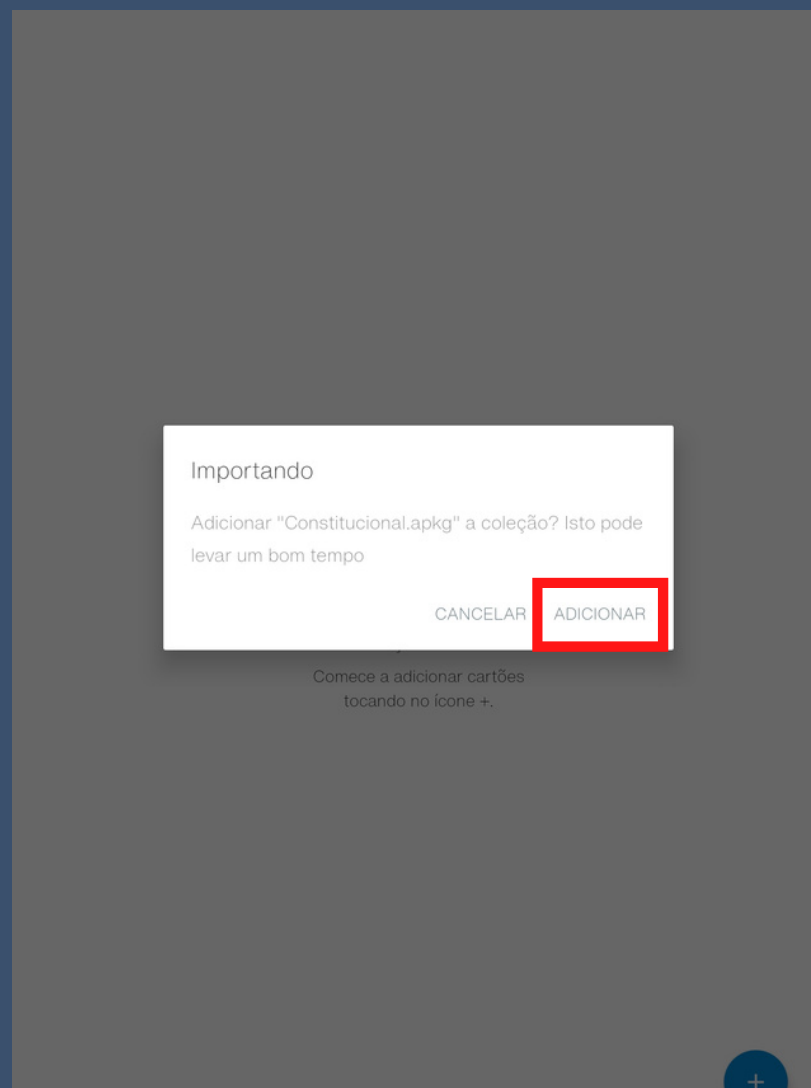 Importando
Adicionar "Constitucional.apkg" a coleção? Isto pode
levar um bom tempo
CANCELAR
ADICIONAR
Comece a adicionar cartões
tocando no ícone +.
+